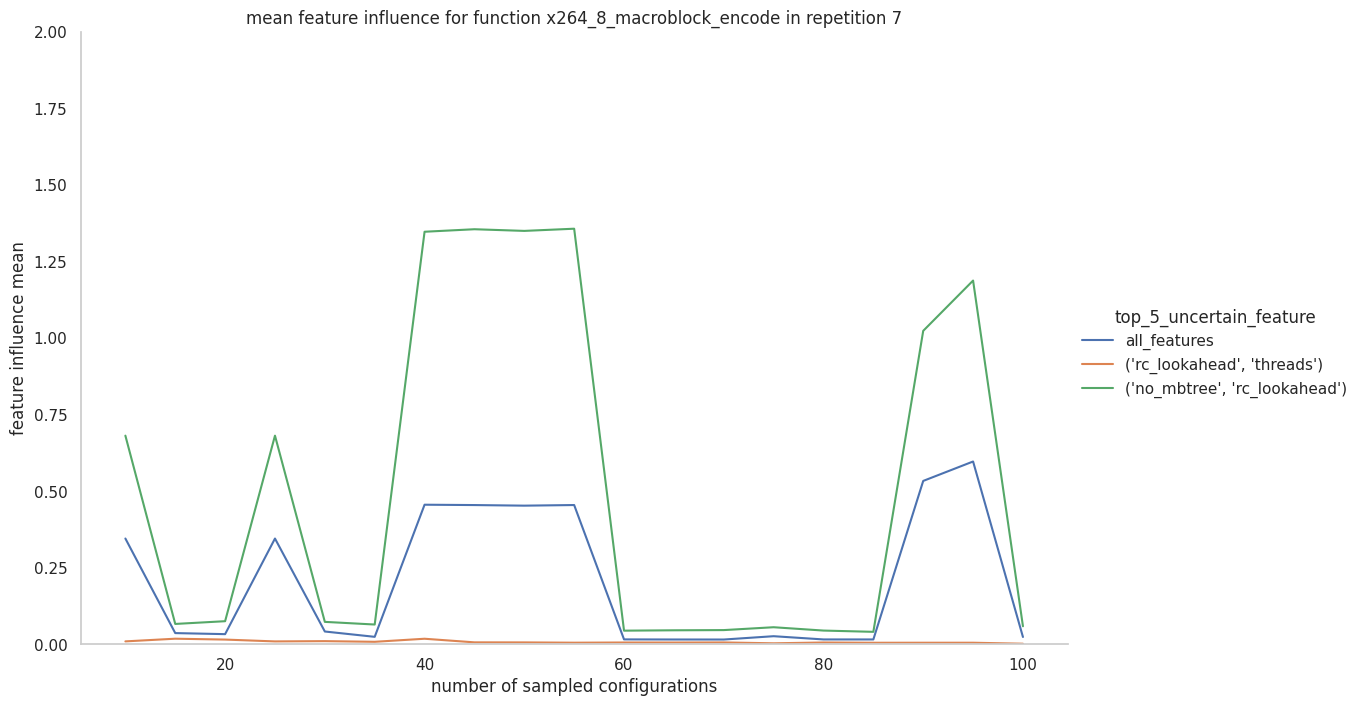 mean feature influence for function x264_8_macroblock_encode in repetition 7
2.00
1.75
1.50
1.25
1.00
0.75
0.50
0.25
0.00
feature influence mean
20 40 60 80 100
number of sampled configurations
top_5_uncertain_feature
all_features
('rc_lookahead', 'threads')
('no_mbtree', 'rc_lookahead')